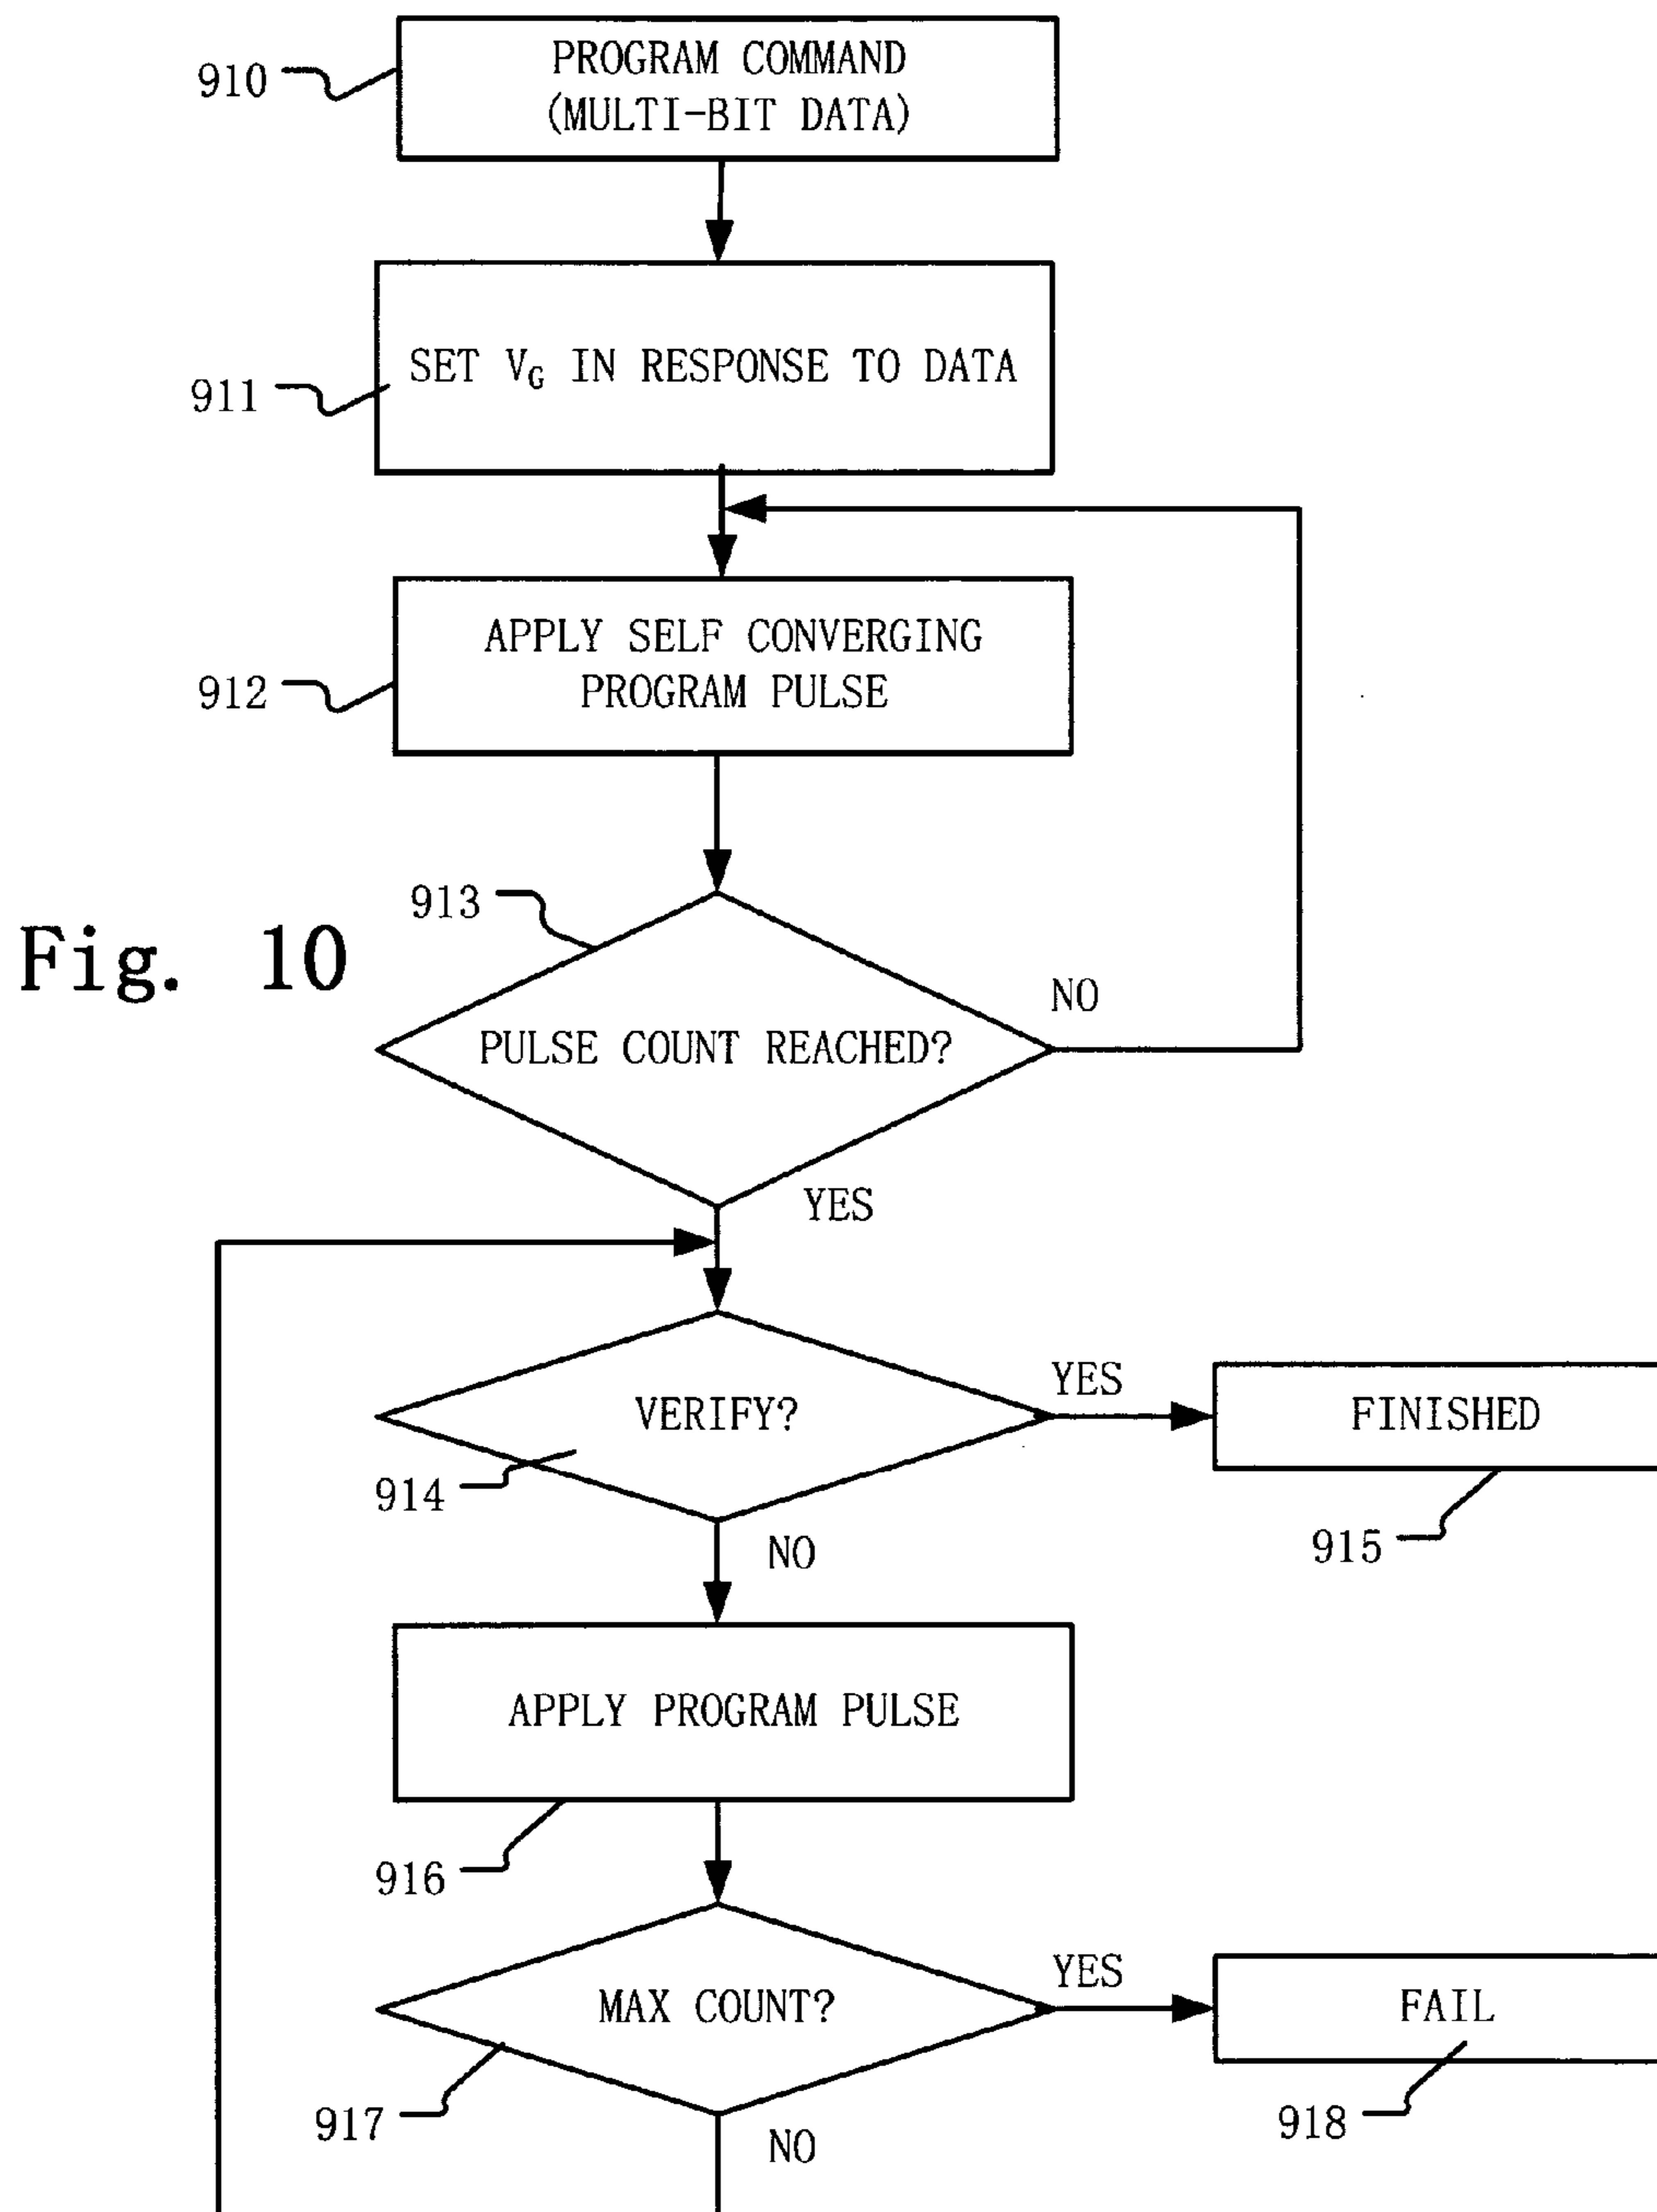 910
PROGRAM COMMAND
(MULTI-BIT DATA)
SET VG IN RESPONSE TO DATA
911
APPLY SELF CONVERGING
PROGRAM PULSE
912
913
Fig. 10
NO
PULSE COUNT REACHED?
YES
VERIFY?
YES
FINISHED
914
915
NO
APPLY PROGRAM PULSE
916
MAX COUNT?
YES
FAIL
917
918
NO